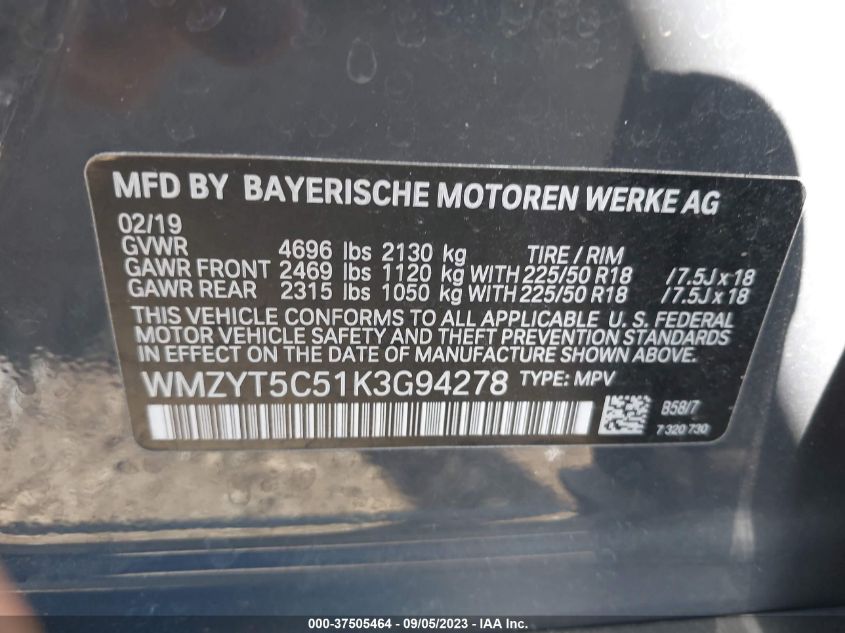 MFD BY BAYERISCHE MOTOREN WERKE AG
02/19
GVWR 4696 lbs 2130 kg TIRE / RIM
GAWR FRONT 2469 lbs 1120 kg WITH 225/50 R18 /7.5J x 18
GAWR REAR 2315 lbs 1050 kg WITH 225/50 R18 /7.5J x 18
THIS VEHICLE CONFORMS TO ALL APPLICABLE U. S. FEDERAL
MOTOR VEHICLE SAFETY AND THEFT PREVENTION STANDARDS
IN EFFECT ON THE DATE OF MANUFACTURE SHOWN ABOVE.
WMZYT5C51K3G94278 TYPE: MPV
B58/7
7 320 730
000-37505464 - 09/05/2023 - IAA Inc.